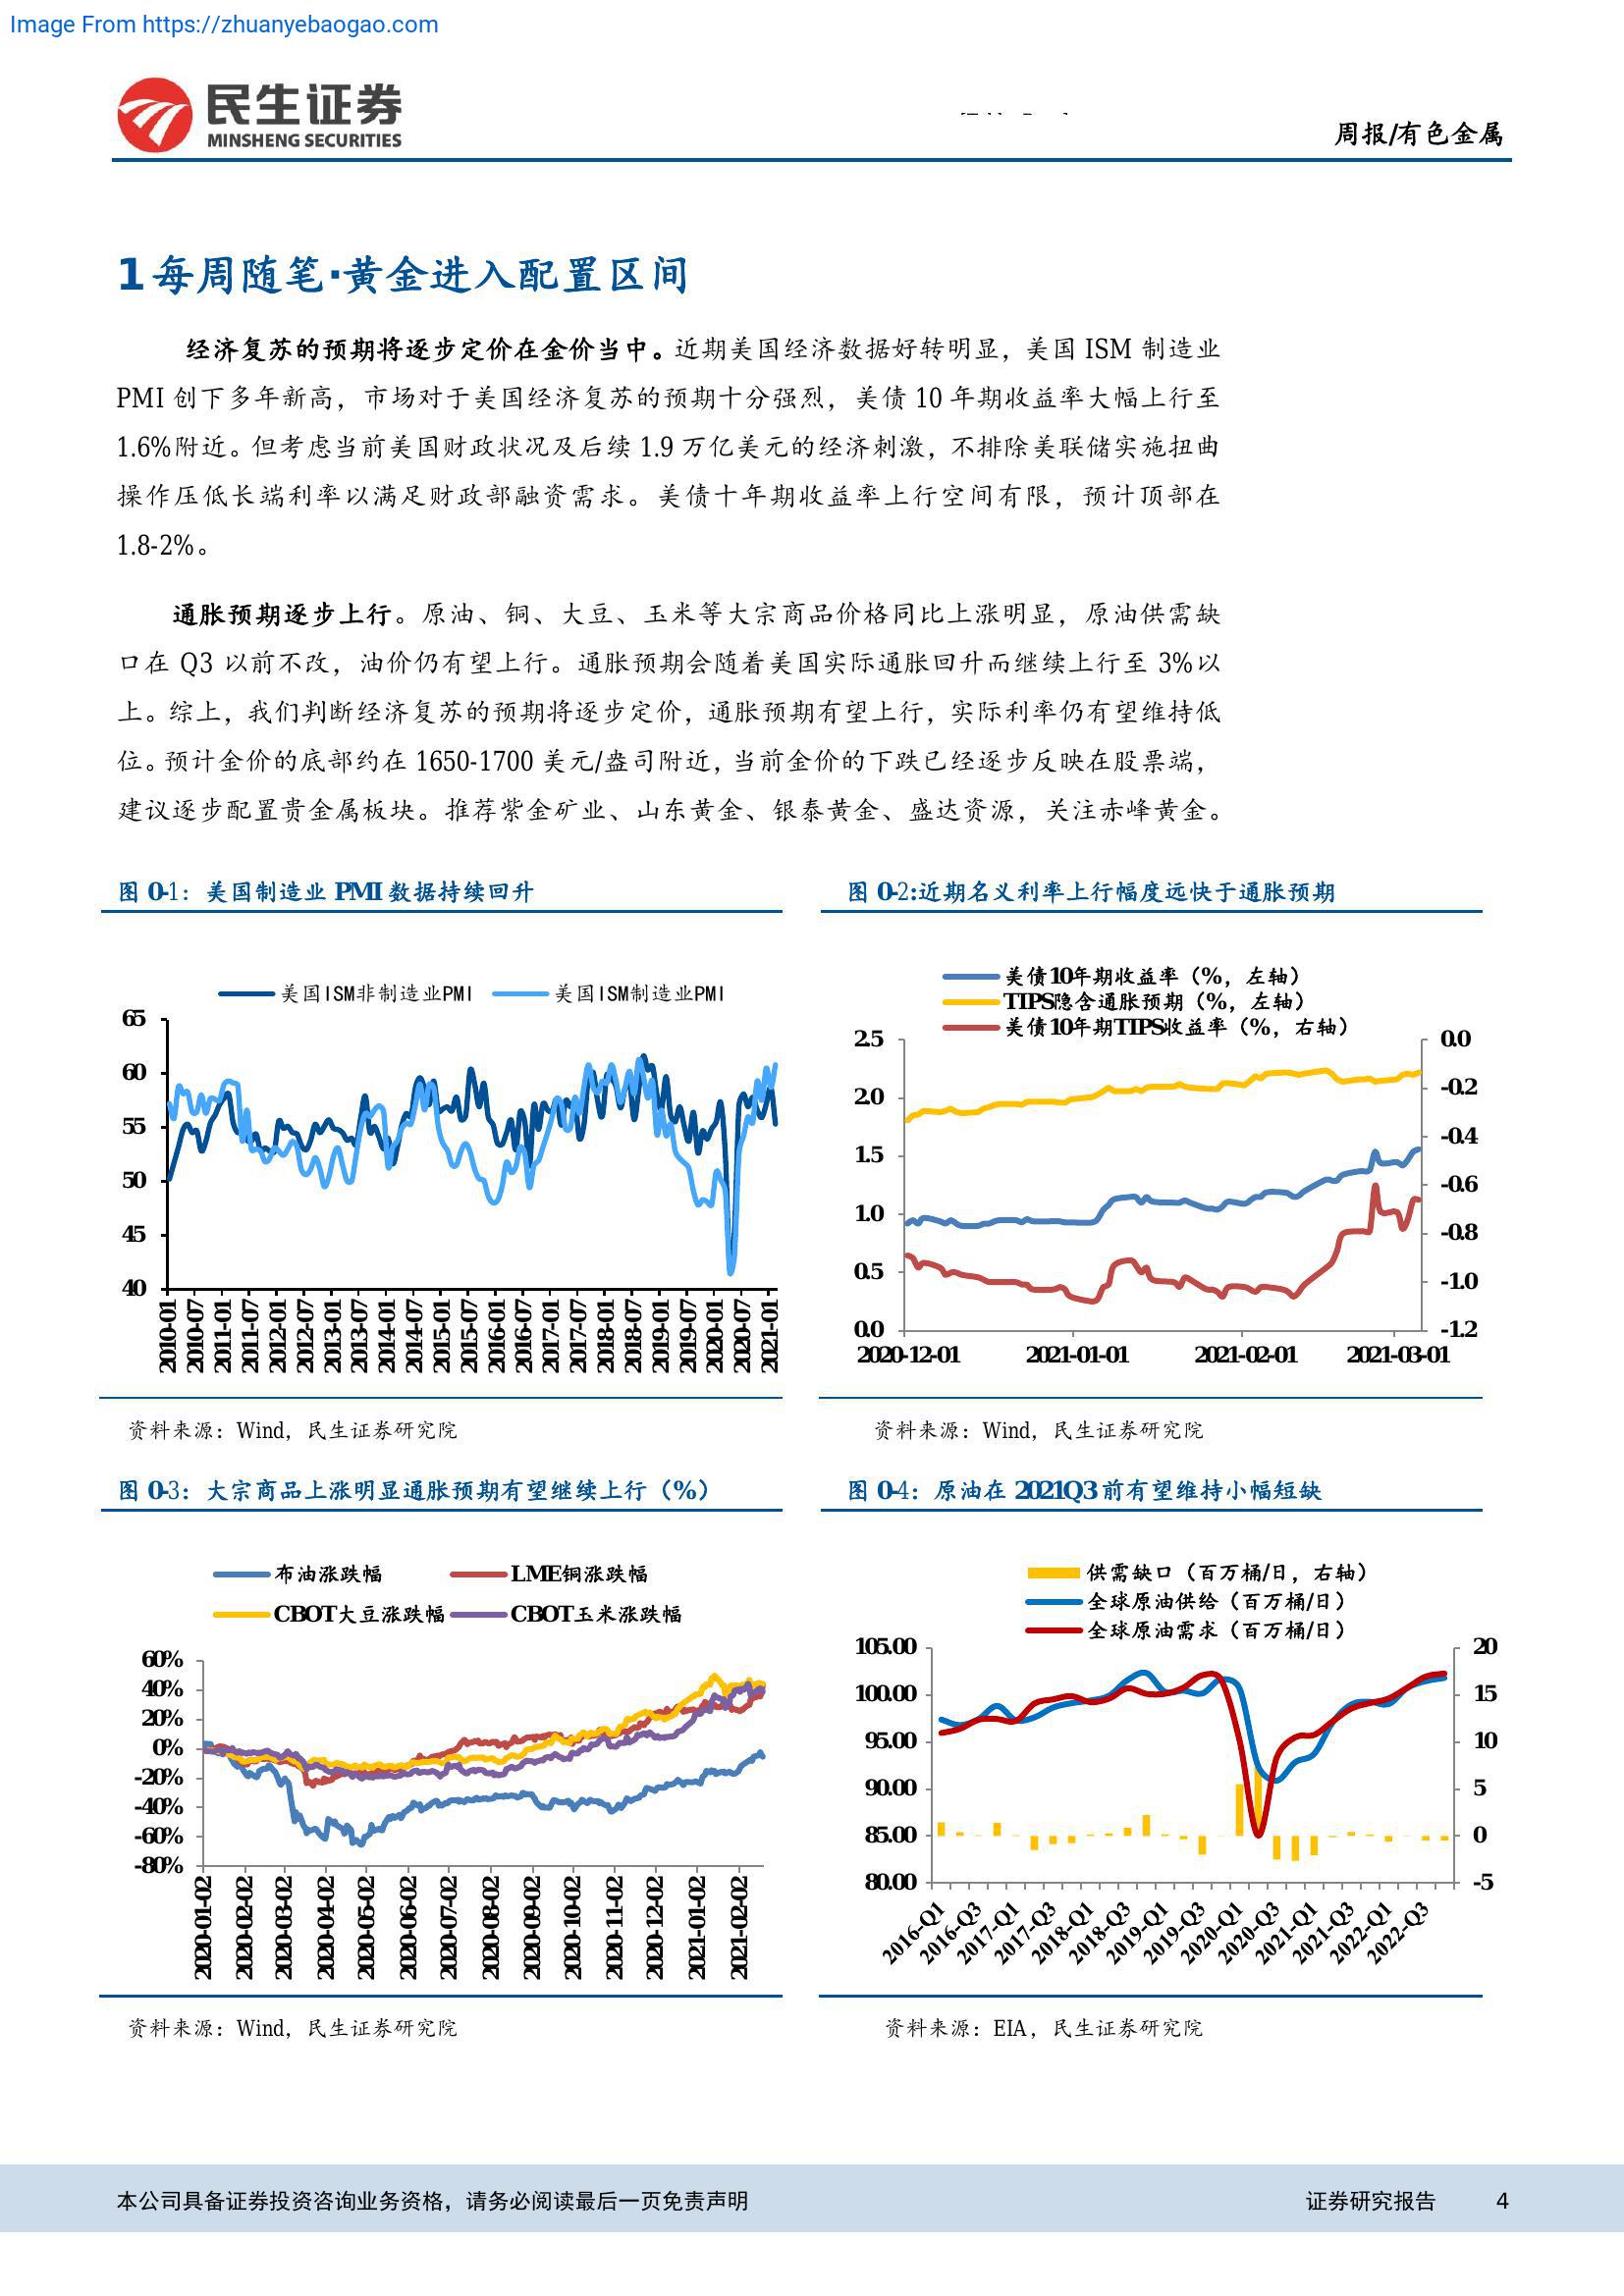 Image From https://zhuanyebaogao.com
民生证券
MINSHENG SECURITIES
周报/有色金属
1 每周随笔·黄金进入配置区间
经济复苏的预期将逐步定价在金价当中。近期美国经济数据好转明显，美国 ISM 制造业
PMI 创下多年新高，市场对于美国经济复苏的预期十分强烈，美债 10 年期收益率大幅上行至
1.6%附近。但考虑当前美国财政状况及后续 1.9 万亿美元的经济刺激，不排除美联储实施扭曲
操作压低长端利率以满足财政部融资需求。美债十年期收益率上行空间有限，预计顶部在
1.8-2%。
通胀预期逐步上行。原油、铜、大豆、玉米等大宗商品价格同比上涨明显，原油供需缺
口在 Q3 以前不改，油价仍有望上行。通胀预期会随着美国实际通胀回升而继续上行至 3%以
上。综上，我们判断经济复苏的预期将逐步定价，通胀预期有望上行，实际利率仍有望维持低
位。预计金价的底部约在 1650-1700 美元/盎司附近，当前金价的下跌已经逐步反映在股票端，
建议逐步配置贵金属板块。推荐紫金矿业、山东黄金、银泰黄金、盛达资源，关注赤峰黄金。
图 0-1：美国制造业 PMI 数据持续回升
美国ISM非制造业PMI 美国ISM制造业PMI
65
60
55
50
45
40
2010-01 2010-07 2011-01 2011-07 2012-01 2012-07 2013-01 2013-07 2014-01 2014-07 2015-01 2015-07 2016-01 2016-07 2017-01 2017-07 2018-01 2018-07 2019-01 2019-07 2020-01 2020-07 2021-01
资料来源：Wind，民生证券研究院
图 0-2:近期名义利率上行幅度远快于通胀预期
美债10年期收益率（%，左轴）
TIPS隐含通胀预期（%，左轴）
美债10年期TIPS收益率（%，右轴）
2.5
2.0
1.5
1.0
0.5
0.0
0.0
-0.2
-0.4
-0.6
-0.8
-1.0
-1.2
2020-12-01 2021-01-01 2021-02-01 2021-03-01
资料来源：Wind，民生证券研究院
图 0-3：大宗商品上涨明显通胀预期有望继续上行（%）
布油涨跌幅 LME铜涨跌幅
CBOT大豆涨跌幅 CBOT玉米涨跌幅
60%
40%
20%
0%
-20%
-40%
-60%
-80%
2020-01-02 2020-02-02 2020-03-02 2020-04-02 2020-05-02 2020-06-02 2020-07-02 2020-08-02 2020-09-02 2020-10-02 2020-11-02 2020-12-02 2021-01-02 2021-02-02
资料来源：Wind，民生证券研究院
图 0-4：原油在 2021Q3 前有望维持小幅短缺
供需缺口（百万桶/日，右轴）
全球原油供给（百万桶/日）
全球原油需求（百万桶/日）
105.00
100.00
95.00
90.00
85.00
80.00
20
15
10
5
0
-5
2016-Q1 2016-Q3 2017-Q1 2017-Q3 2018-Q1 2018-Q3 2019-Q1 2019-Q3 2020-Q1 2020-Q3 2021-Q1 2021-Q3 2022-Q1 2022-Q3
资料来源：EIA，民生证券研究院
本公司具备证券投资咨询业务资格，请务必阅读最后一页免责声明 证券研究报告 4